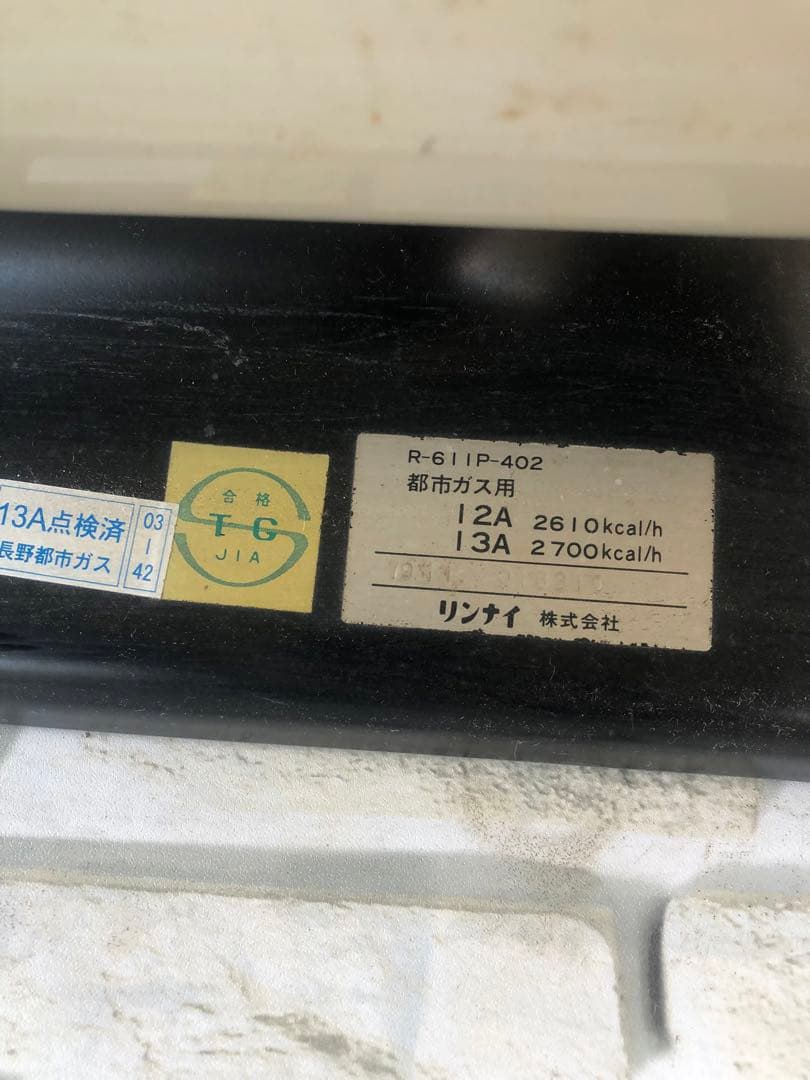 13A点検済
長野都市ガス
03
|
42
合格
TG
JIA
R-611P-402
都市ガス用
12A 2610kcal/h
13A 2700kcal/h
リンナイ 株式会社